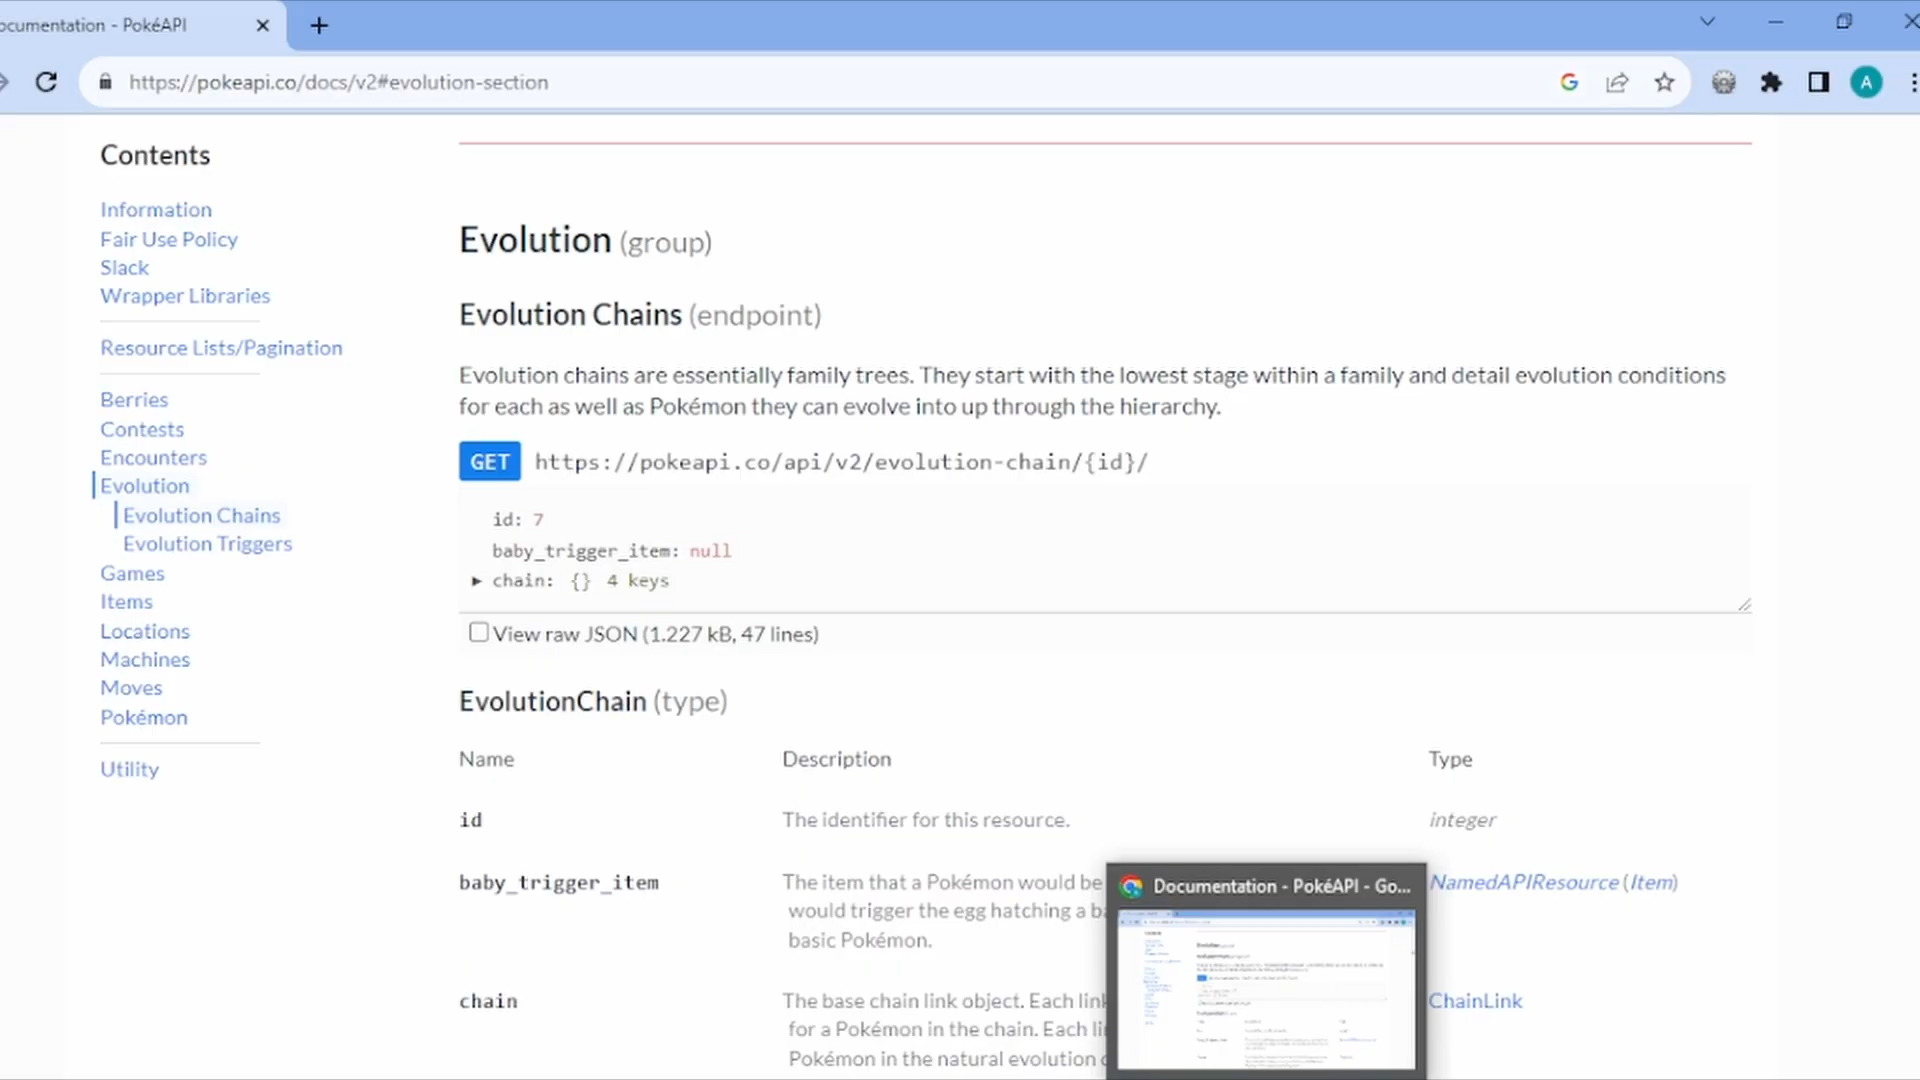 ocumentation - PokéAPI
https://pokeapi.co/docs/v2#evolution-section
A
Contents
Information
Fair Use Policy
Slack
Wrapper Libraries
Resource Lists/Pagination
Berries
Contests
Encounters
Evolution
Evolution Chains
Evolution Triggers
Games
Items
Locations
Machines
Moves
Pokémon
Utility
Evolution (group)
Evolution Chains (endpoint)
Evolution chains are essentially family trees. They start with the lowest stage within a family and detail evolution conditions
for each as well as Pokémon they can evolve into up through the hierarchy.
GET https://pokeapi.co/api/v2/evolution-chain/{id}/
id: 7
baby_trigger_item: null
chain: {} 4 keys
View raw JSON (1.227 kB, 47 lines)
EvolutionChain (type)
Name Description Type
id The identifier for this resource. integer
baby_trigger_item The item that a Pokémon would be NamedAPIResource (Item)
would trigger the egg hatching a ba
basic Pokémon.
chain The base chain link object. Each link ChainLink
for a Pokémon in the chain. Each li
Pokémon in the natural evolution
Documentation - PokéAPI - Go...